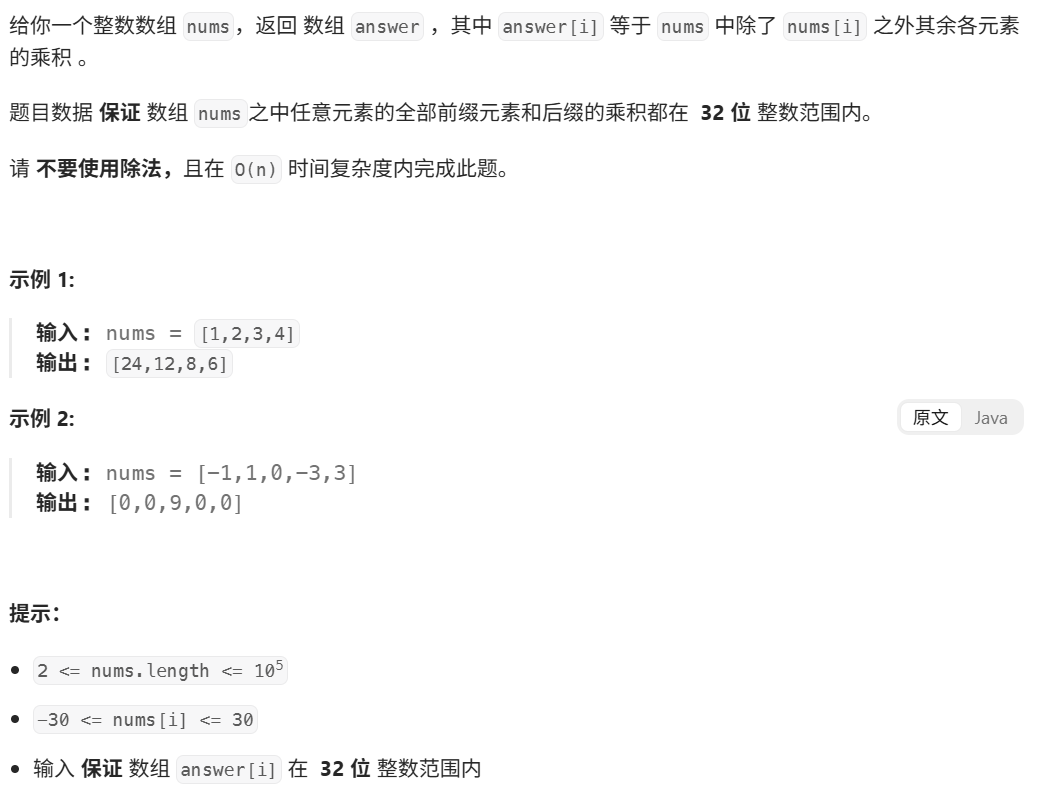 给你一个整数数组 nums，返回 数组 answer ，其中 answer[i] 等于 nums 中除了 nums[i] 之外其余各元素
的乘积 。
题目数据 保证 数组 nums之中任意元素的全部前缀元素和后缀的乘积都在 32 位 整数范围内。
请 不要使用除法，且在 O(n) 时间复杂度内完成此题。
示例 1:
输入: nums = [1,2,3,4]
输出: [24,12,8,6]
示例 2:
原文 Java
输入: nums = [-1,1,0,-3,3]
输出: [0,0,9,0,0]
提示：
• 2 <= nums.length <= 10⁵
• -30 <= nums[i] <= 30
• 输入 保证 数组 answer[i] 在 32 位 整数范围内